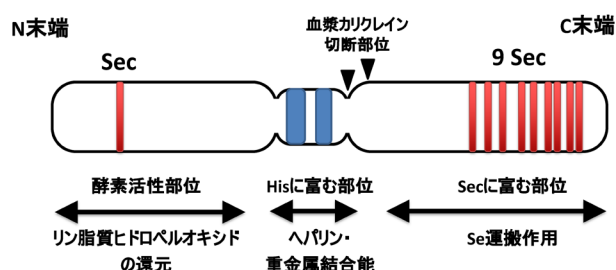 N末端
血漿カリクレイン
切断部位
C末端
Sec
9 Sec
酵素活性部位
Hisに富む部位
Secに富む部位
リン脂質ヒドロペルオキシド
の還元
ヘパリン・
重金属結合能
Se運搬作用